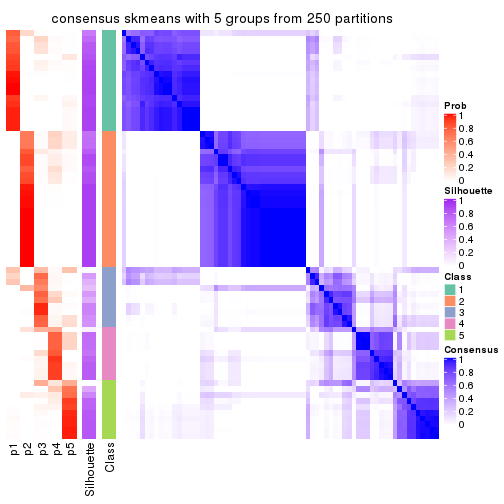 consensus skmeans with 5 groups from 250 partitions
Prob
1
0.8
0.6
0.4
0.2
0
Silhouette
1
0.8
0.6
0.4
0.2
0
Class
1
2
3
4
5
Consensus
1
0.8
0.6
0.4
0.2
0
p1
p2
p3
p4
p5
Silhouette
Class